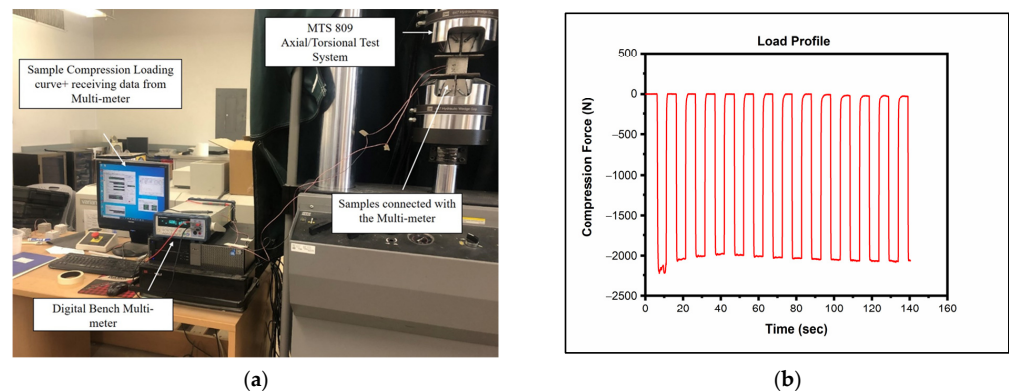 MTS 809
Axial/Torsional Test
System
Sample Compression Loading
curve+ receiving data from
Multi-meter
Samples connected with
the Multi-meter
Digital Bench Multi-
meter
(a)
Load Profile
Compression Force (N)
500
0
−500
−1000
−1500
−2000
−2500
0 20 40 60 80 100 120 140 160
Time (sec)
(b)